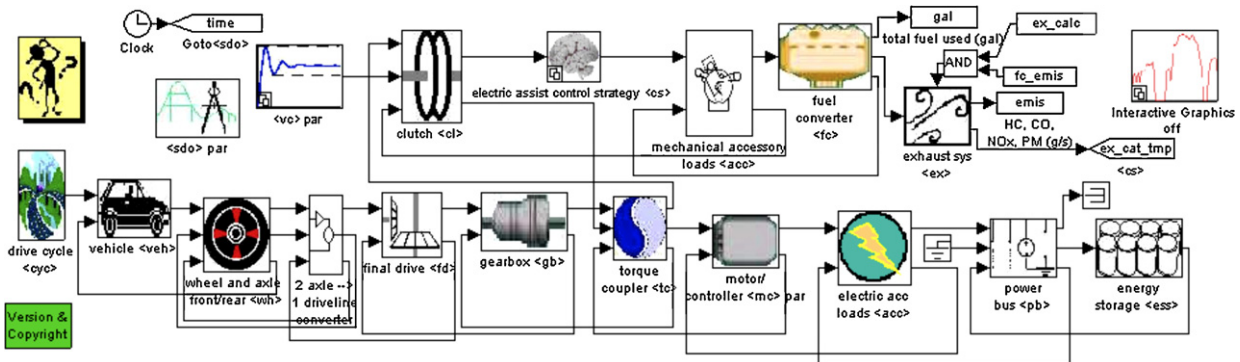 time
Clock
Goto<sdo>
<vc> par
<sdo> par
clutch <cl>
electric assist control strategy <cs>
mechanical accessory
loads <acc>
fuel
converter
<fc>
gal
total fuel used (gal)
ex_calc
AND
fc_emis
emis
HC, CO,
NOx, PM (g/s)
exhaust sys
<ex>
ex_cat_tmp
<cs>
Interactive Graphics
off
drive cycle
<cyc>
vehicle <veh>
wheel and axle
front/rear <wh>
2 axle -->
1 driveline
converter
final drive <fd>
gearbox <gb>
torque
coupler <tc>
motor/
controller <mc> par
electric acc
loads <acc>
power
bus <pb>
energy
storage <ess>
Version &
Copyright